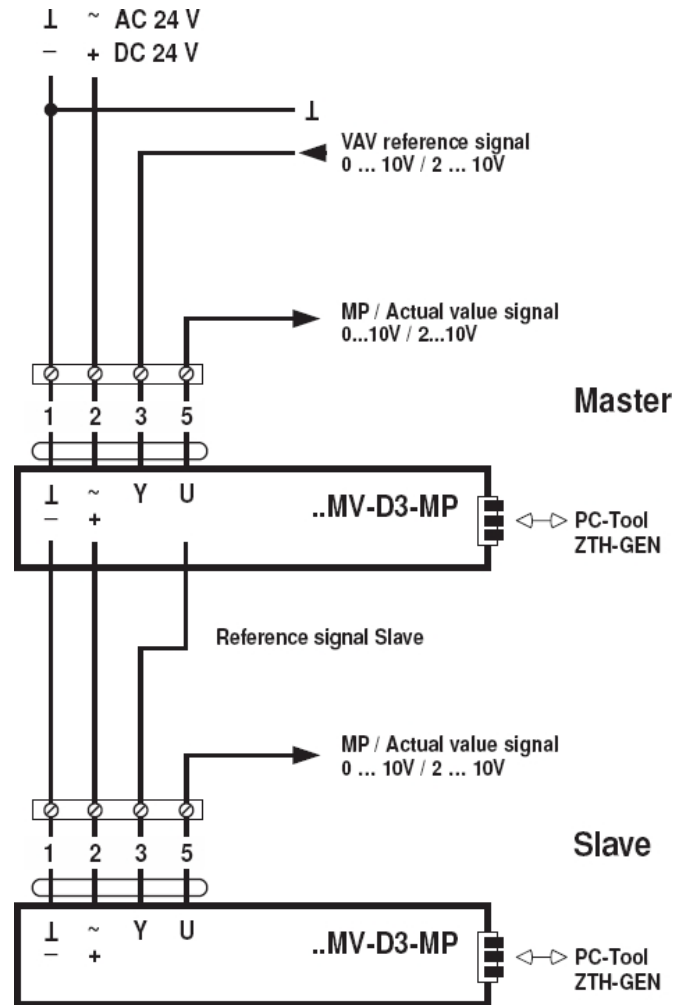 ⊥ ~ AC 24 V
– + DC 24 V
⊥
VAV reference signal
0 ... 10V / 2 ... 10V
MP / Actual value signal
0...10V / 2...10V
Master
1 2 3 5
⊥ ~ Y U
– +
..MV-D3-MP
PC-Tool
ZTH-GEN
Reference signal Slave
MP / Actual value signal
0 ... 10V / 2 ... 10V
Slave
1 2 3 5
⊥ ~ Y U
– +
..MV-D3-MP
PC-Tool
ZTH-GEN